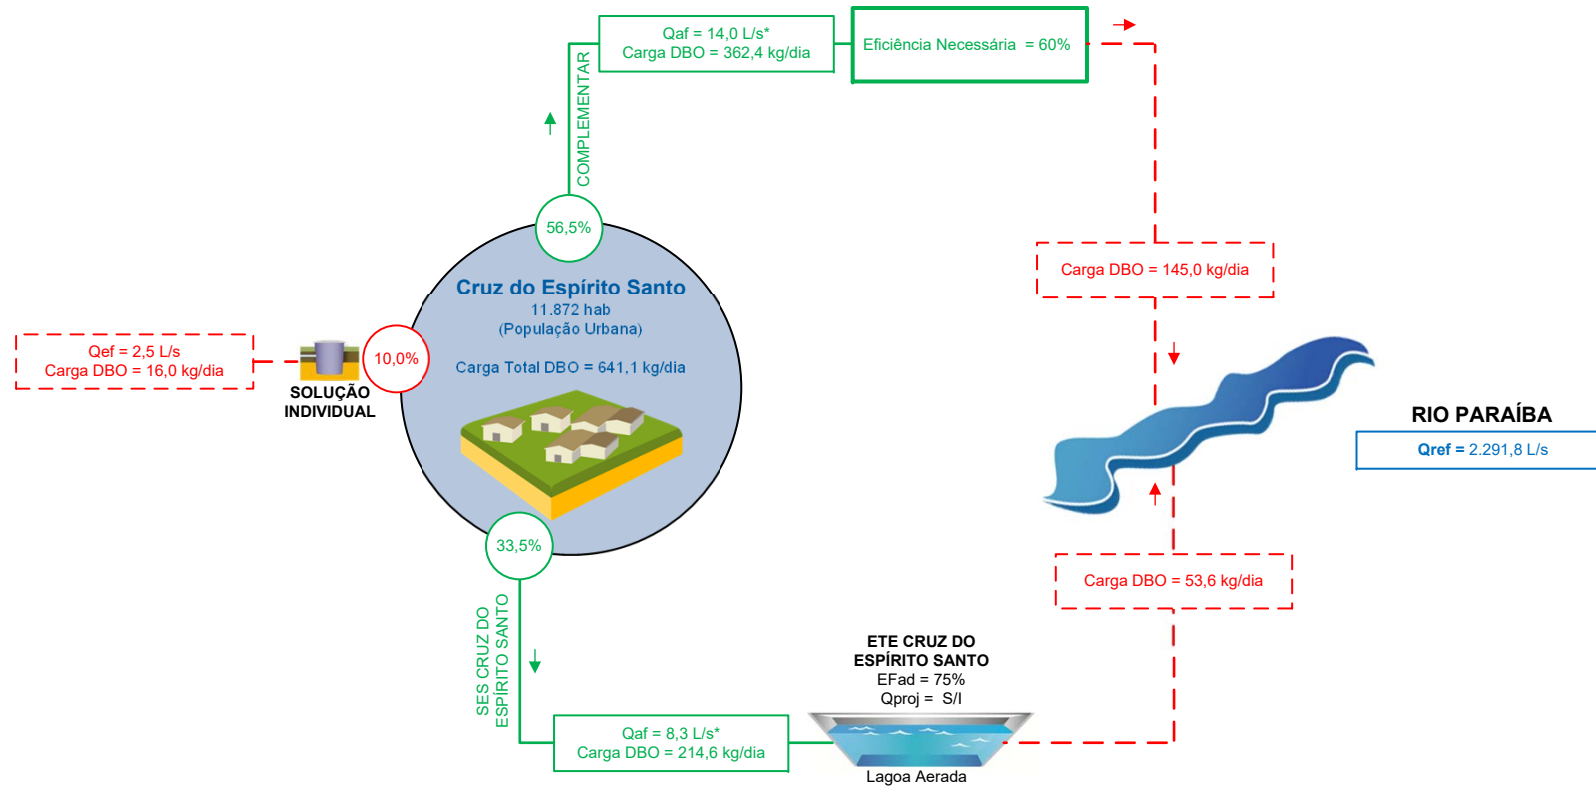 Qaf = 14,0 L/s*
Carga DBO = 362,4 kg/dia
Eficiência Necessária = 60%
COMPLEMENTAR
56,5%
Cruz do Espírito Santo
11.872 hab
(População Urbana)
Carga Total DBO = 641,1 kg/dia
Qef = 2,5 L/s
Carga DBO = 16,0 kg/dia
10,0%
SOLUÇÃO
INDIVIDUAL
Carga DBO = 145,0 kg/dia
RIO PARAÍBA
Qref = 2.291,8 L/s
33,5%
SES CRUZ DO
ESPÍRITO SANTO
Carga DBO = 53,6 kg/dia
ETE CRUZ DO
ESPÍRITO SANTO
EFad = 75%
Qproj = S/I
Qaf = 8,3 L/s*
Carga DBO = 214,6 kg/dia
Lagoa Aerada